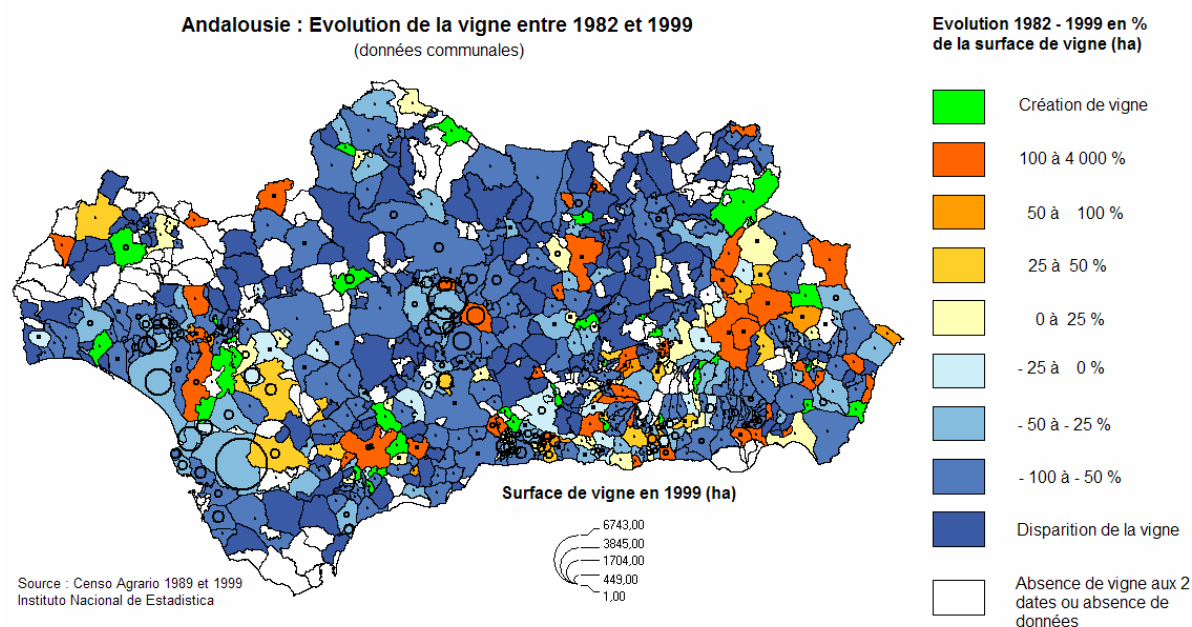 Andalousie : Evolution de la vigne entre 1982 et 1999
(données communales)
Evolution 1982 - 1999 en %
de la surface de vigne (ha)
Création de vigne
100 à 4 000 %
50 à 100 %
25 à 50 %
0 à 25 %
- 25 à 0 %
- 50 à - 25 %
- 100 à - 50 %
Disparition de la vigne
Absence de vigne aux 2
dates ou absence de
données
Surface de vigne en 1999 (ha)
6743,00
3845,00
1704,00
449,00
1,00
Source : Censo Agrario 1989 et 1999
Instituto Nacional de Estadistica